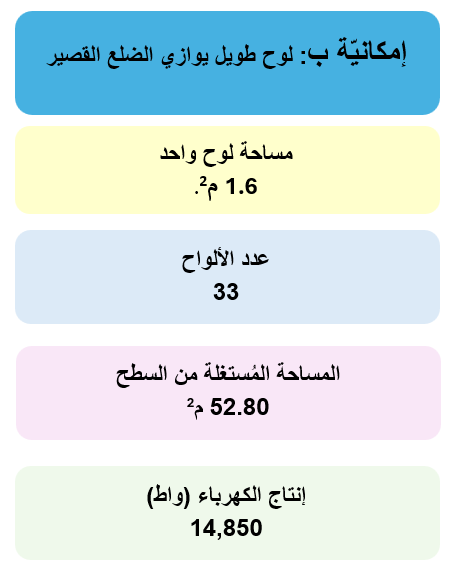 إمكانيّة ب: لوح طويل يوازي الضلع القصير
مساحة لوح واحد
1.6 م².
عدد الألواح
33
المساحة المُستغلة من السطح
52.80 م²
إنتاج الكهرباء (واط)
14,850